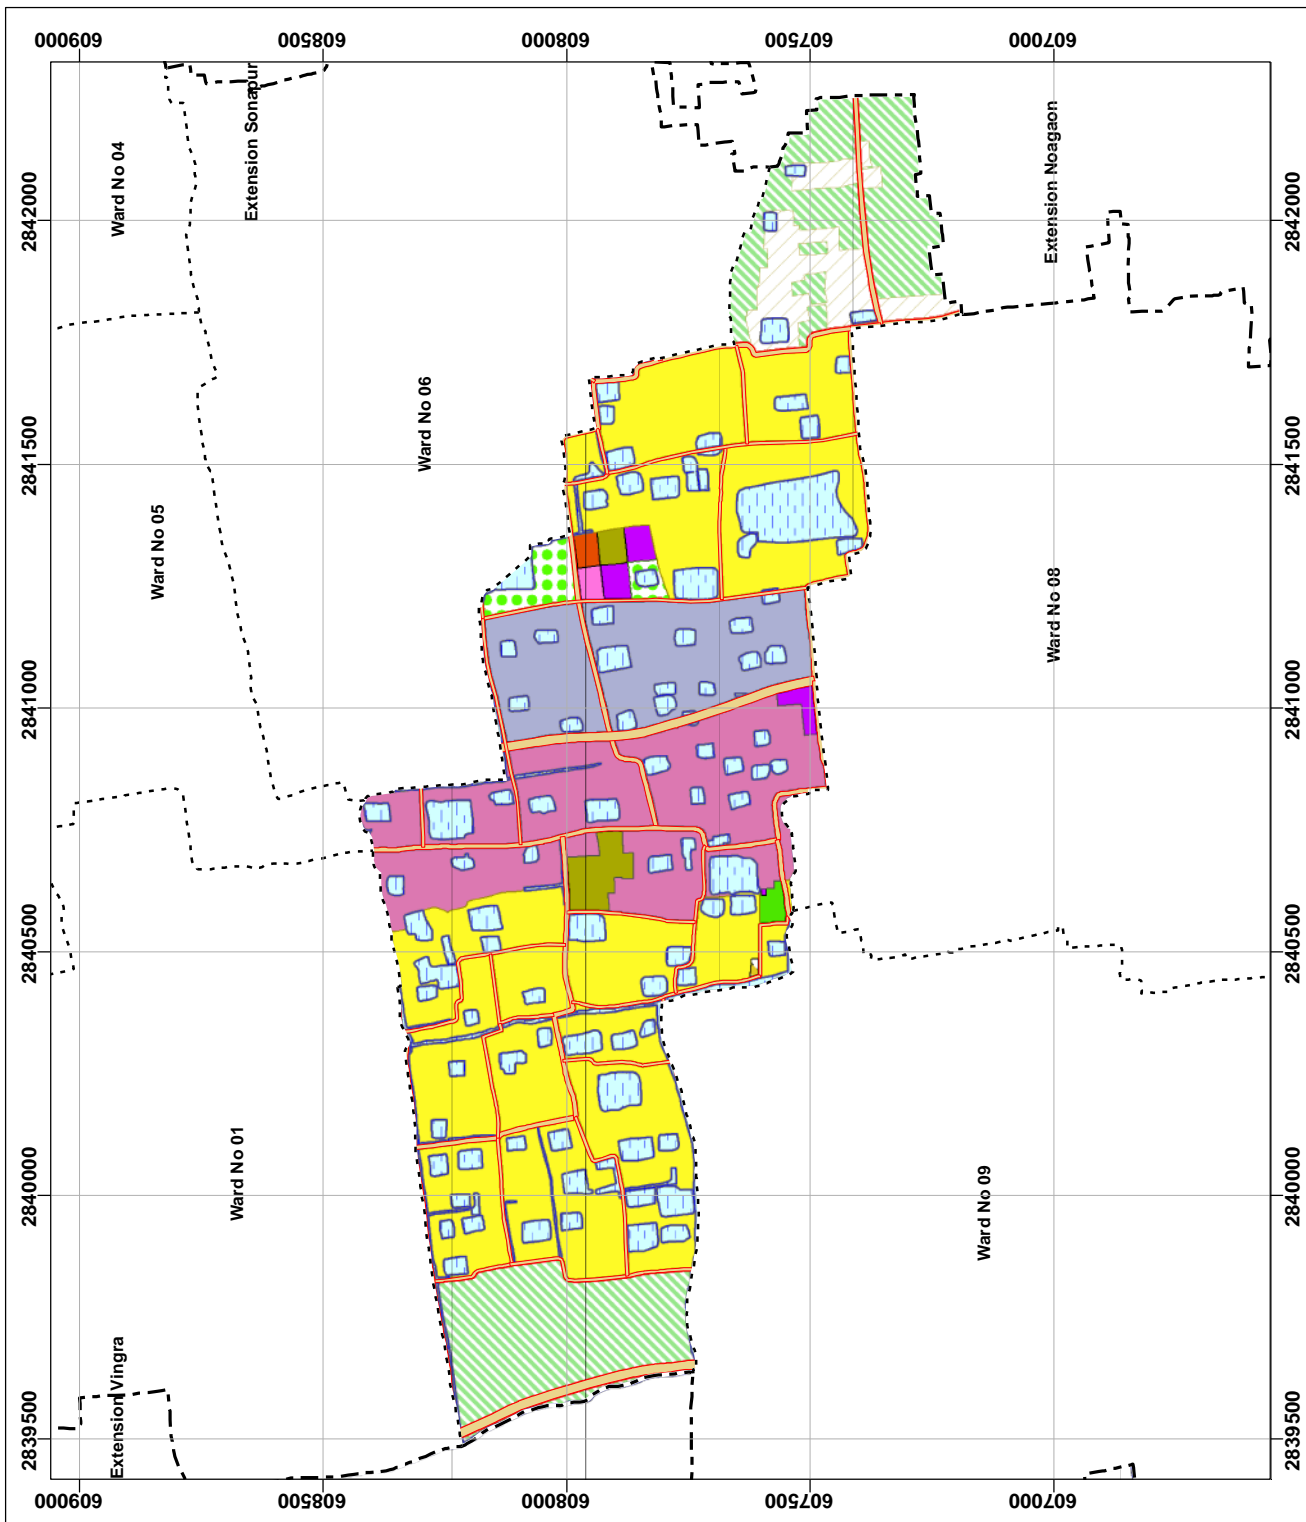 609000 608500 608000 607500 607000
Ward No 04
Extension Sonapur
Extension Noagaon
2842000 2842000
Ward No 06
2841500 2841500
Ward No 05
Ward No 08
2841000 2841000
2840500 2840500
Ward No 01
Ward No 09
2840000 2840000
Extension Vingra
2839500 2839500
609000 608500 608000 607500 607000